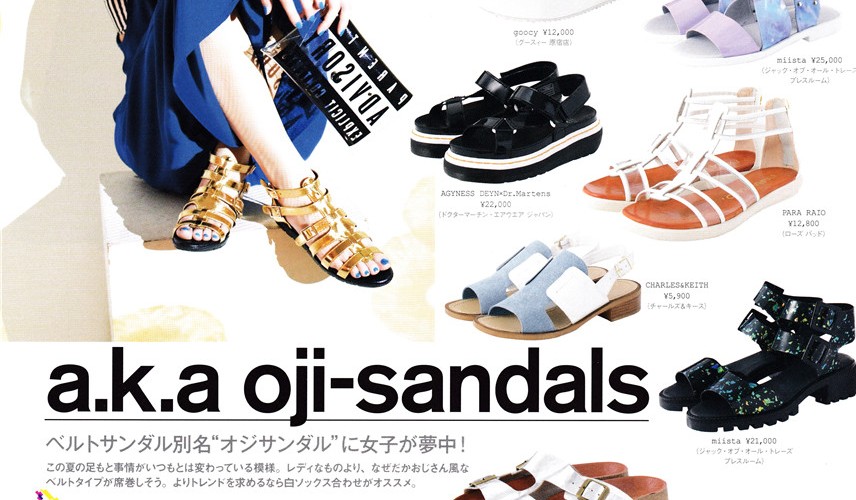 goocy ¥12,000
(グースィー 原宿店)
miista ¥25,000
(ジャック・オブ・オール・トレーズ
プレスルーム)
PARENT
ADVISOR
EXPLICIT CONTENT
AGYNESS DEYN×Dr.Martens
¥22,000
(ドクターマーチン・エアウエア ジャパン)
PARA RAIO
¥12,800
(ローズ バッド)
CHARLES&KEITH
¥5,900
(チャールズ&キース)
a.k.a oji-sandals
ベルトサンダル別名“オジサンダル”に女子が夢中!
この夏の足もと事情がいつもとは変わっている模様。レディなものより、なぜだかおじさん風な
ベルトタイプが席巻しそう。よりトレンドを求めるなら白ソックス合わせがオススメ。
miista ¥21,000
(ジャック・オブ・オール・トレーズ
プレスルーム)